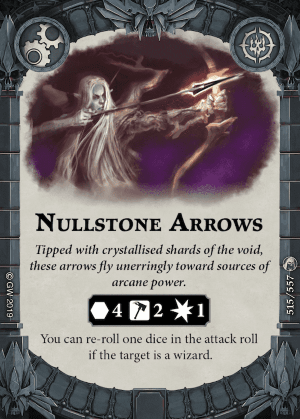 NULLSTONE ARROWS
Tipped with crystallised shards of the void,
these arrows fly unerringly toward sources of
arcane power.
4 2 1
You can re-roll one dice in the attack roll
if the target is a wizard.
© GW 2019
515/557